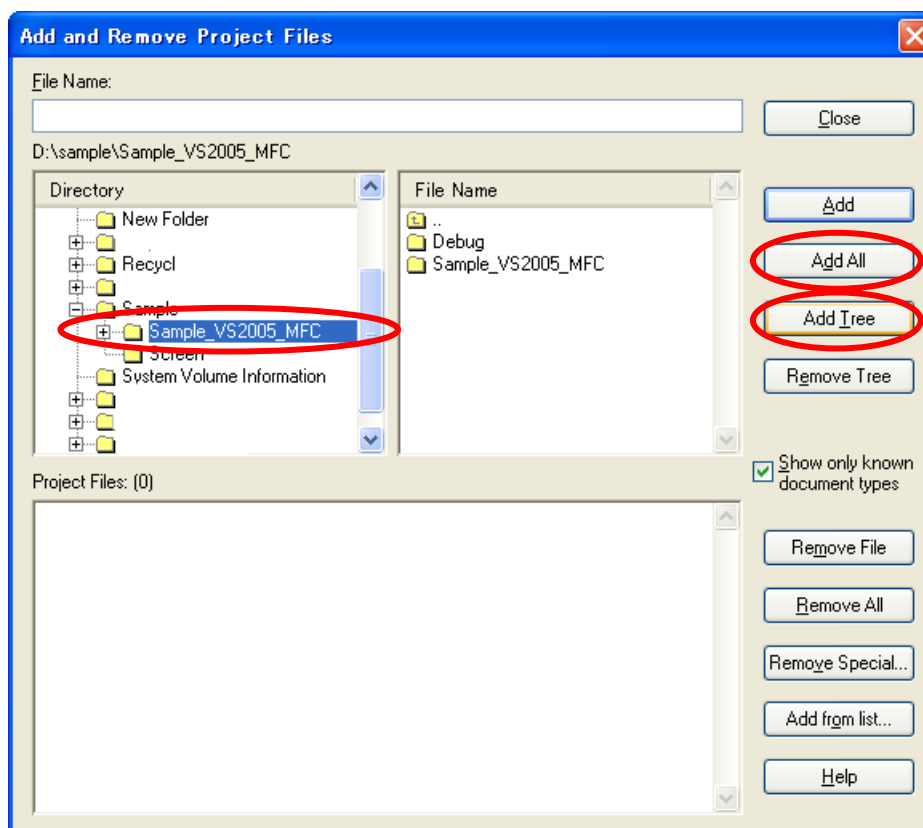 Add and Remove Project Files
File Name:
Close
D:\sample\Sample_VS2005_MFC
Directory
File Name
New Folder
..
Add
Debug
Recycl
Sample_VS2005_MFC
Add All
Sample
Sample_VS2005_MFC
Add Tree
Screen
System Volume Information
Remove Tree
Show only known
document types
Project Files: (0)
Remove File
Remove All
Remove Special...
Add from list...
Help